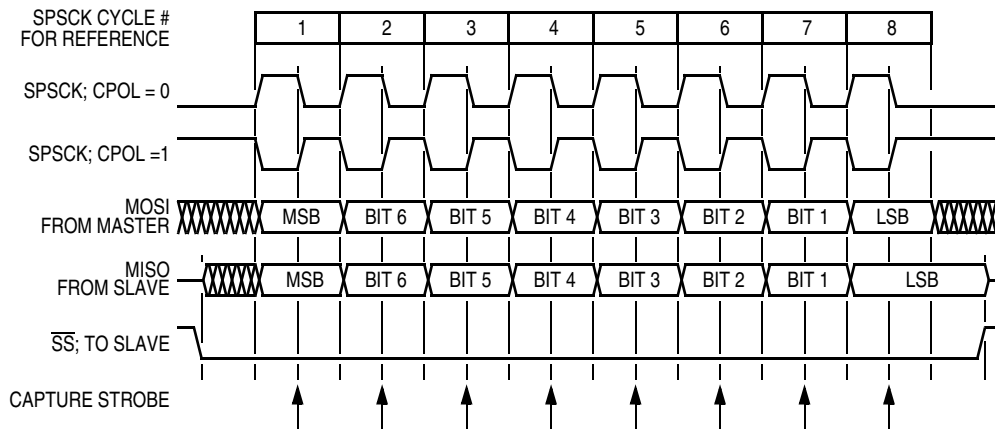 SPSCK CYCLE #
FOR REFERENCE
1 2 3 4 5 6 7 8
SPSCK; CPOL = 0
SPSCK; CPOL =1
MOSI
FROM MASTER
MSB BIT 6 BIT 5 BIT 4 BIT 3 BIT 2 BIT 1 LSB
MISO
FROM SLAVE
MSB BIT 6 BIT 5 BIT 4 BIT 3 BIT 2 BIT 1 LSB
S̅S̅; TO SLAVE
CAPTURE STROBE